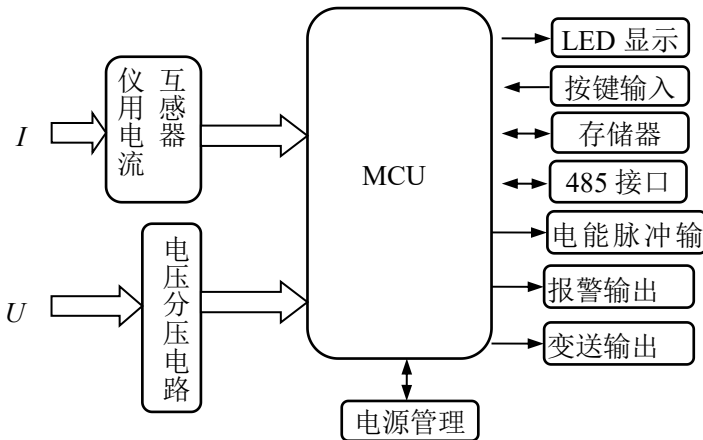 I
仪用电流
互感器
U
电压分压电路
MCU
LED 显示
按键输入
存储器
485 接口
电能脉冲输
报警输出
变送输出
电源管理